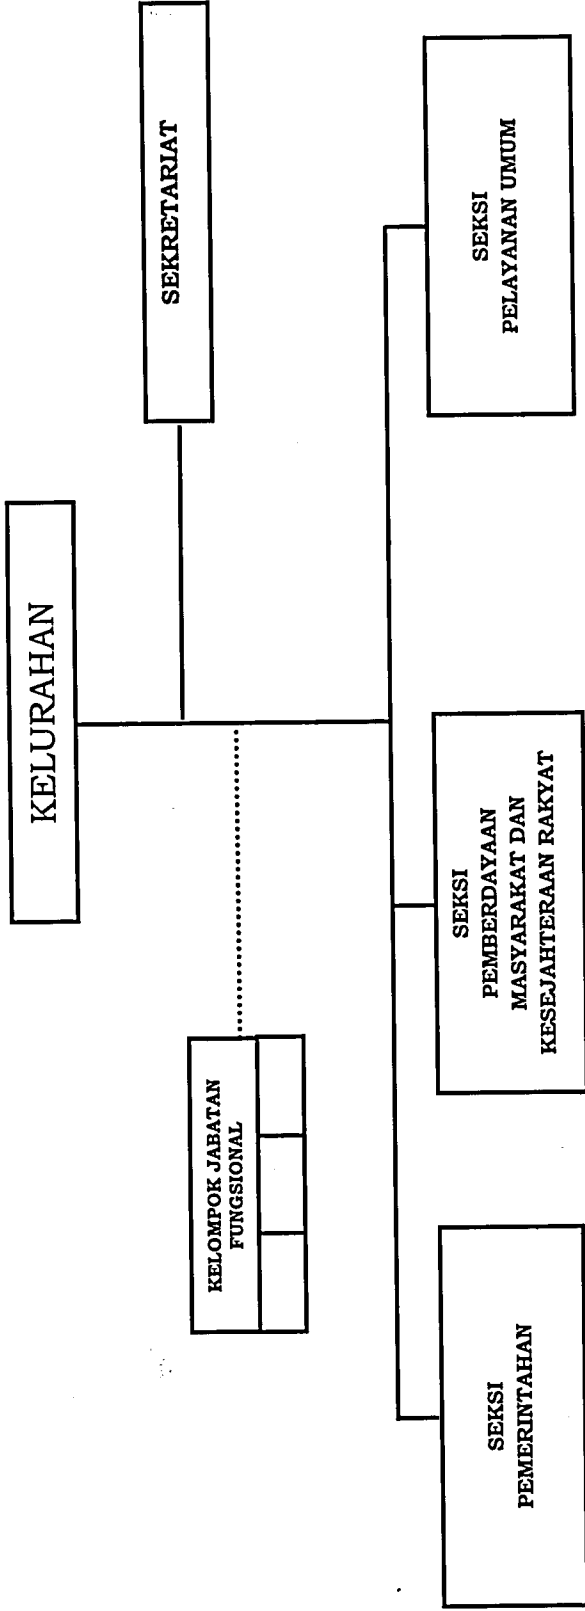 KELURAHAN
SEKRETARIAT
KELOMPOK JABATAN
FUNGSIONAL
SEKSI
PEMERINTAHAN
SEKSI
PEMBERDAYAAN
MASYARAKAT DAN
KESEJAHTERAAN RAKYAT
SEKSI
PELAYANAN UMUM